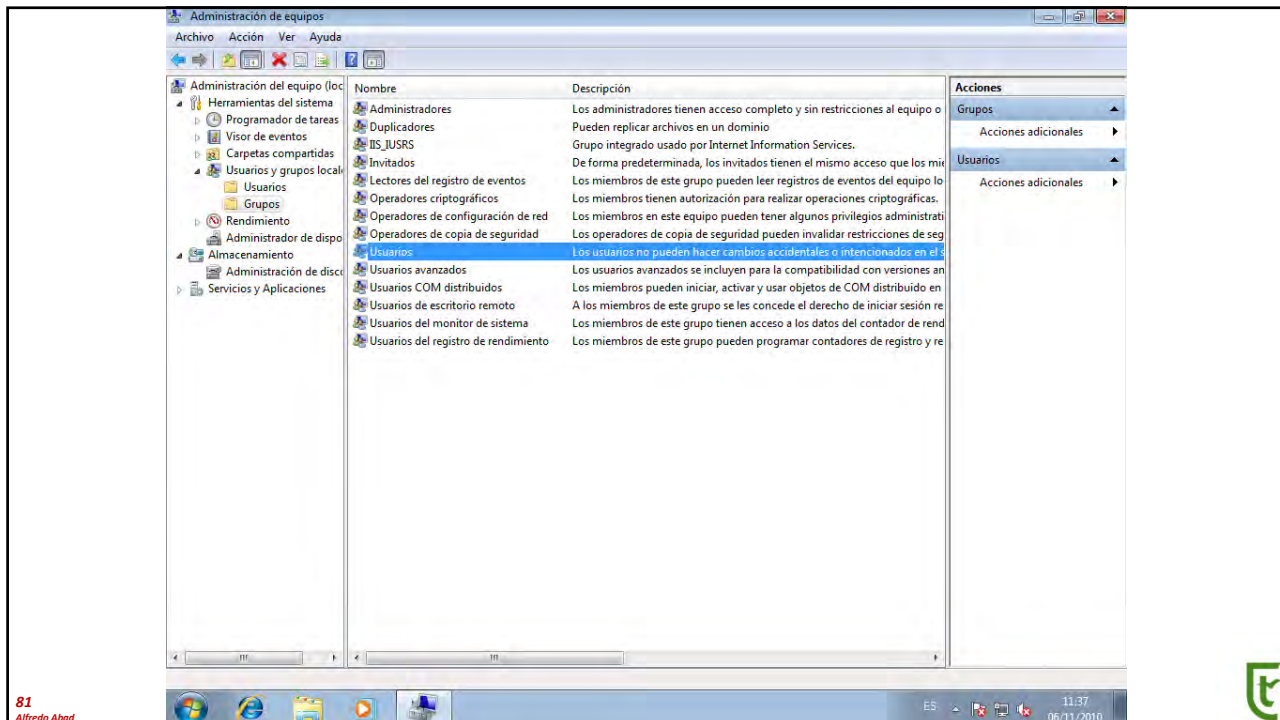 Administración de equipos
Archivo Acción Ver Ayuda
Administración del equipo (loc
Herramientas del sistema
Programador de tareas
Visor de eventos
Carpetas compartidas
Usuarios y grupos locale
Usuarios
Grupos
Rendimiento
Administrador de dispo
Almacenamiento
Administración de disco
Servicios y Aplicaciones
Nombre Descripción
Administradores Los administradores tienen acceso completo y sin restricciones al equipo o
Duplicadores Pueden replicar archivos en un dominio
IIS_IUSRS Grupo integrado usado por Internet Information Services.
Invitados De forma predeterminada, los invitados tienen el mismo acceso que los mie
Lectores del registro de eventos Los miembros de este grupo pueden leer registros de eventos del equipo lo
Operadores criptográficos Los miembros tienen autorización para realizar operaciones criptográficas.
Operadores de configuración de red Los miembros en este equipo pueden tener algunos privilegios administrati
Operadores de copia de seguridad Los operadores de copia de seguridad pueden invalidar restricciones de seg
Usuarios Los usuarios no pueden hacer cambios accidentales o intencionados en el s
Usuarios avanzados Los usuarios avanzados se incluyen para la compatibilidad con versiones an
Usuarios COM distribuidos Los miembros pueden iniciar, activar y usar objetos de COM distribuido en
Usuarios de escritorio remoto A los miembros de este grupo se les concede el derecho de iniciar sesión re
Usuarios del monitor de sistema Los miembros de este grupo tienen acceso a los datos del contador de rend
Usuarios del registro de rendimiento Los miembros de este grupo pueden programar contadores de registro y re
Acciones
Grupos
Acciones adicionales
Usuarios
Acciones adicionales
ES 11:37
06/11/2010
81
Alfredo Abad